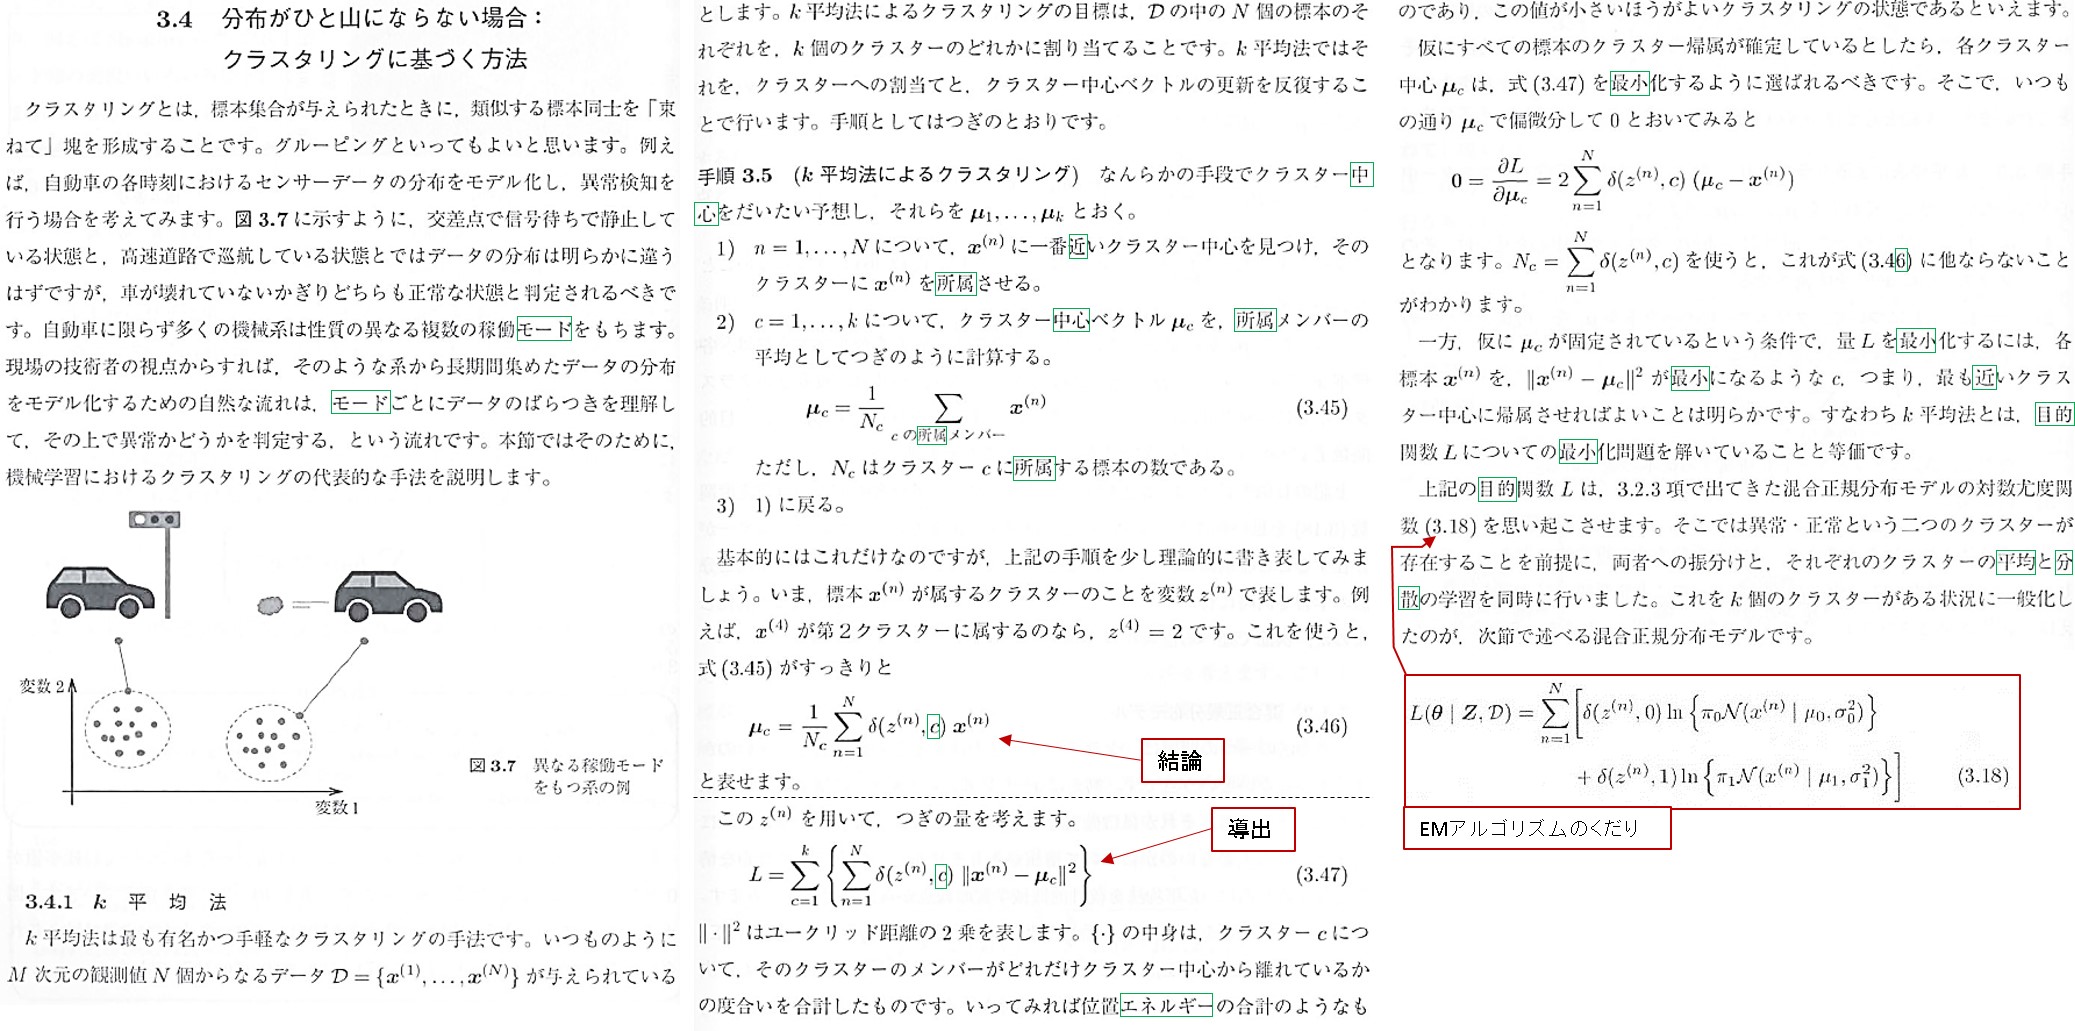 3.4 分布がひと山にならない場合:
クラスタリングに基づく方法
クラスタリングとは，標本集合が与えられたときに，類似する標本同士を「束
ねて」塊を形成することです。グルーピングといってもよいと思います。例え
ば，自動車の各時刻におけるセンサーデータの分布をモデル化し，異常検知を
行う場合を考えてみます。図 3.7 に示すように，交差点で信号待ちで静止して
いる状態と，高速道路で巡航している状態とではデータの分布は明らかに違う
はずですが，車が壊れていないかぎりどちらも正常な状態と判定されるべきで
す。自動車に限らず多くの機械系は性質の異なる複数の稼働モードをもちます。
現場の技術者の視点からすれば，そのような系から長期間集めたデータの分布
をモデル化するための自然な流れは，モードごとにデータのばらつきを理解し
て，その上で異常かどうかを判定する，という流れです。本節ではそのために，
機械学習におけるクラスタリングの代表的な手法を説明します。
変数 2
変数 1
図 3.7 異なる稼働モード
をもつ系の例
3.4.1 k 平 均 法
k 平均法は最も有名かつ手軽なクラスタリングの手法です。いつものように
M 次元の観測値 N 個からなるデータ D = {x^(1), ..., x^(N)} が与えられている
とします。k 平均法によるクラスタリングの目標は，D の中の N 個の標本のそ
れぞれを，k 個のクラスターのどれかに割り当てることです。k 平均法ではそ
れを，クラスターへの割当てと，クラスター中心ベクトルの更新を反復するこ
とで行います。手順としてはつぎのとおりです。
手順 3.5 (k 平均法によるクラスタリング) なんらかの手段でクラスター中
心をだいたい予想し，それらを μ_1, ..., μ_k とおく。
1) n = 1, ..., N について，x^(n) に一番近いクラスター中心を見つけ，その
クラスターに x^(n) を所属させる。
2) c = 1, ..., k について，クラスター中心ベクトル μ_c を，所属メンバーの
平均としてつぎのように計算する。
μ_c = 1/N_c ∑_{c の所属メンバー} x^(n) (3.45)
ただし，N_c はクラスター c に所属する標本の数である。
3) 1) に戻る。
基本的にはこれだけなのですが，上記の手順を少し理論的に書き表してみま
しょう。いま，標本 x^(n) が属するクラスターのことを変数 z^(n) で表します。例
えば，x^(4) が第 2 クラスターに属するのなら，z^(4) = 2 です。これを使うと，
式 (3.45) がすっきりと
μ_c = 1/N_c ∑_{n=1}^{N} δ(z^(n), c) x^(n) (3.46)
結論
と表せます。
この z^(n) を用いて，つぎの量を考えます。
導出
L = ∑_{c=1}^{k} { ∑_{n=1}^{N} δ(z^(n), c) ‖x^(n) − μ_c‖^2 } (3.47)
‖·‖^2 はユークリッド距離の 2 乗を表します。{·} の中身は，クラスター c につ
いて，そのクラスターのメンバーがどれだけクラスター中心から離れているか
の度合いを合計したものです。いってみれば位置エネルギーの合計のようなも
のであり，この値が小さいほうがよいクラスタリングの状態であるといえます。
仮にすべての標本のクラスター帰属が確定しているとしたら，各クラスター
中心 μ_c は，式 (3.47) を最小化するように選ばれるべきです。そこで，いつも
の通り μ_c で偏微分して 0 とおいてみると
0 = ∂L/∂μ_c = 2 ∑_{n=1}^{N} δ(z^(n), c) (μ_c − x^(n))
となります。N_c = ∑_{n=1}^{N} δ(z^(n), c) を使うと，これが式 (3.46) に他ならないこと
がわかります。
一方，仮に μ_c が固定されているという条件で，量 L を最小化するには，各
標本 x^(n) を，‖x^(n) − μ_c‖^2 が最小になるような c，つまり，最も近いクラス
ター中心に帰属させればよいことは明らかです。すなわち k 平均法とは，目的
関数 L についての最小化問題を解いていることと等価です。
上記の目的関数 L は，3.2.3 項で出てきた混合正規分布モデルの対数尤度関
数 (3.18) を思い起こさせます。そこでは異常・正常という二つのクラスターが
存在することを前提に，両者への振分けと，それぞれのクラスターの平均と分
散の学習を同時に行いました。これを k 個のクラスターがある状況に一般化し
たのが，次節で述べる混合正規分布モデルです。
L(θ | Z, D) = ∑_{n=1}^{N} [ δ(z^(n), 0) ln { π_0 N(x^(n) | μ_0, σ_0^2) }
+ δ(z^(n), 1) ln { π_1 N(x^(n) | μ_1, σ_1^2) } ] (3.18)
EMアルゴリズムのくだり